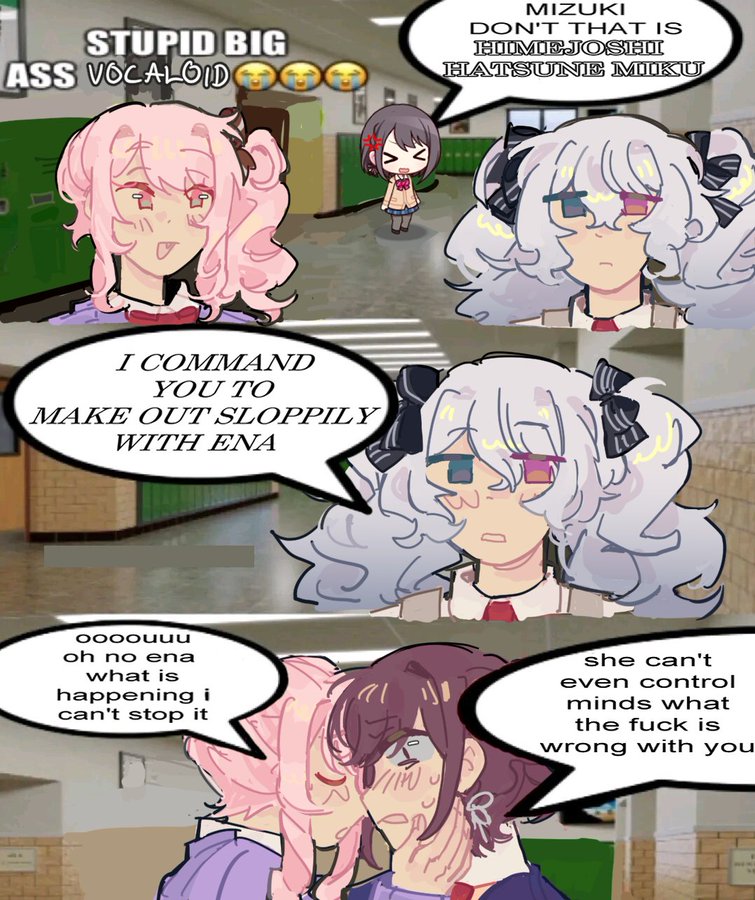 STUPID BIG
ASS VOCALOID😭😭😭
MIZUKI
DON'T THAT IS
HIMEJOSHI
HATSUNE MIKU
I COMMAND
YOU TO
MAKE OUT SLOPPILY
WITH ENA
oooouuu
oh no ena
what is
happening i
can't stop it
she can't
even control
minds what
the fuck is
wrong with you